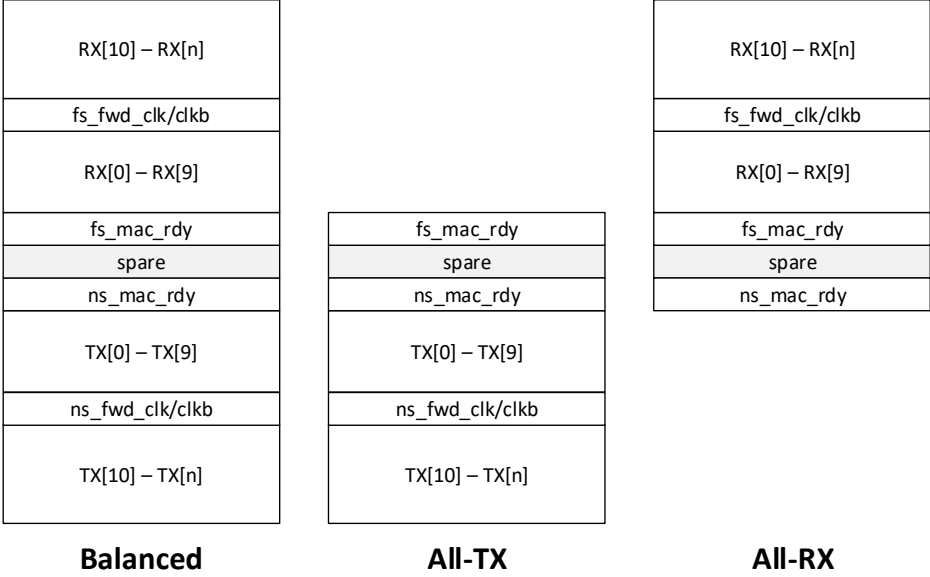 RX[10] – RX[n]
fs_fwd_clk/clkb
RX[0] – RX[9]
fs_mac_rdy
spare
ns_mac_rdy
TX[0] – TX[9]
ns_fwd_clk/clkb
TX[10] – TX[n]
Balanced
fs_mac_rdy
spare
ns_mac_rdy
TX[0] – TX[9]
ns_fwd_clk/clkb
TX[10] – TX[n]
All-TX
RX[10] – RX[n]
fs_fwd_clk/clkb
RX[0] – RX[9]
fs_mac_rdy
spare
ns_mac_rdy
All-RX